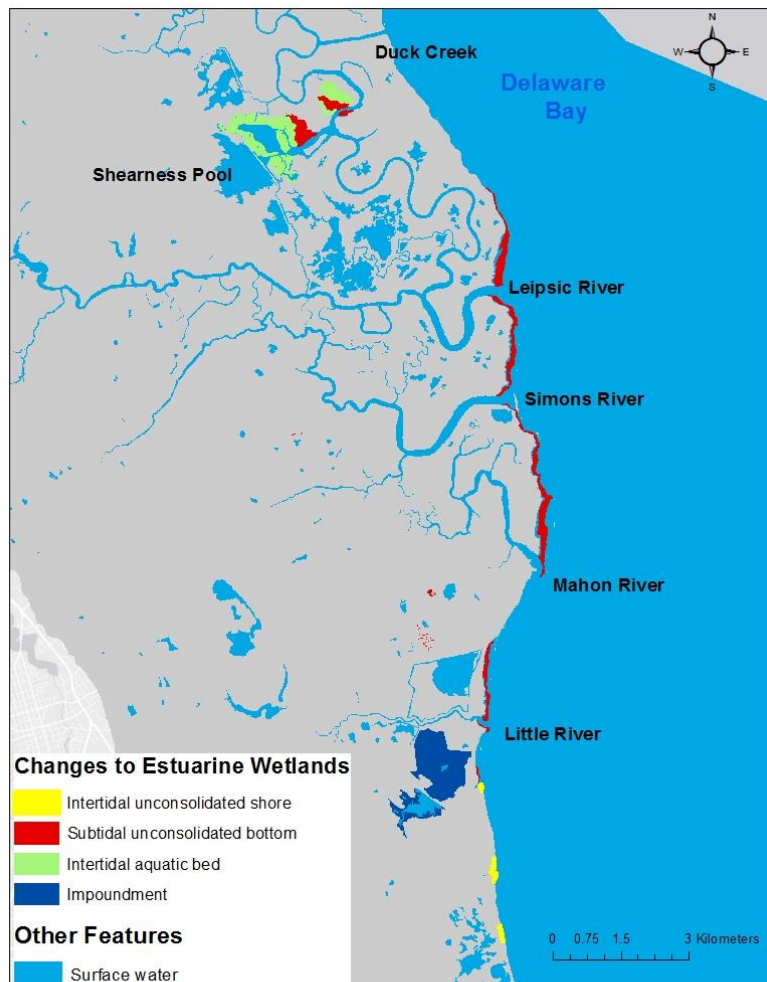 N
W E
S
Duck Creek
Delaware
Bay
Shearness Pool
Leipsic River
Simons River
Mahon River
Little River
Changes to Estuarine Wetlands
Intertidal unconsolidated shore
Subtidal unconsolidated bottom
Intertidal aquatic bed
Impoundment
Other Features
Surface water
0 0.75 1.5 3 Kilometers